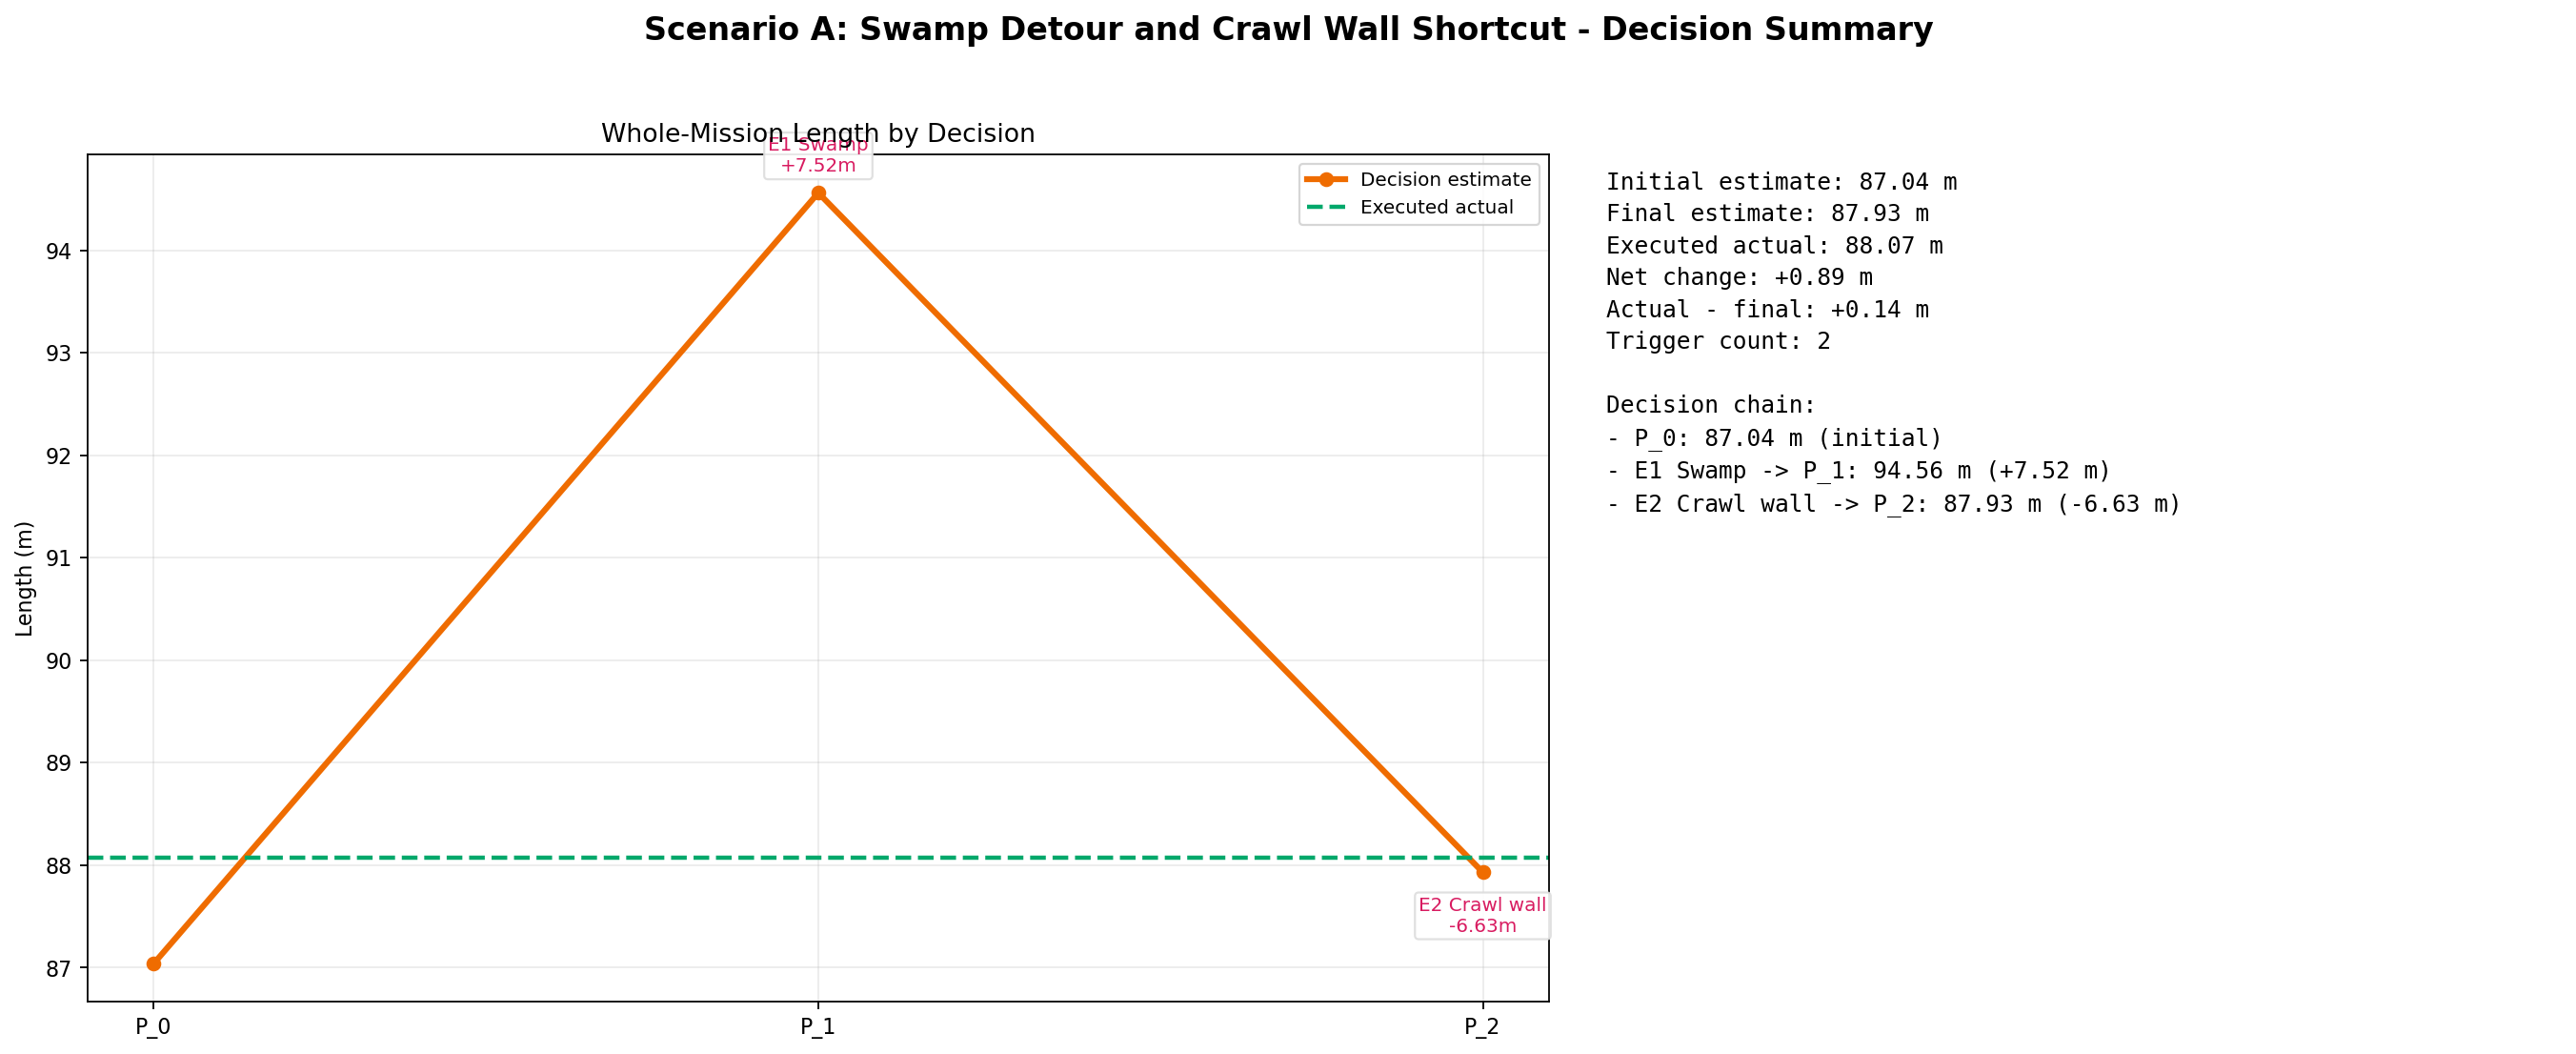 Scenario A: Swamp Detour and Crawl Wall Shortcut - Decision Summary
Whole-Mission Length by Decision
E1 Swamp
+7.52m
Decision estimate
Executed actual
Length (m)
94
93
92
91
90
89
88
87
E2 Crawl wall
-6.63m
P_0
P_1
P_2
Initial estimate: 87.04 m
Final estimate: 87.93 m
Executed actual: 88.07 m
Net change: +0.89 m
Actual - final: +0.14 m
Trigger count: 2
Decision chain:
- P_0: 87.04 m (initial)
- E1 Swamp -> P_1: 94.56 m (+7.52 m)
- E2 Crawl wall -> P_2: 87.93 m (-6.63 m)